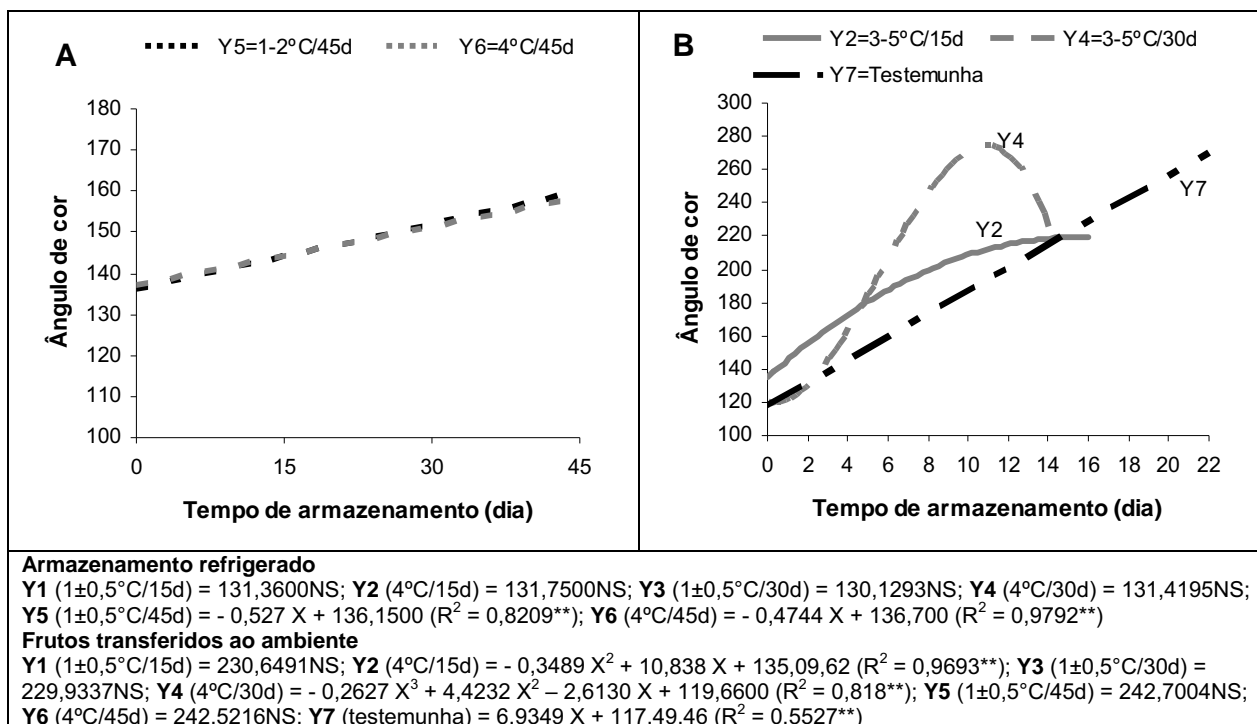 A
Y5=1-2ºC/45d
Y6=4ºC/45d
180
170
160
150
140
130
120
110
100
0
15
30
45
Ângulo de cor
Tempo de armazenamento (dia)
B
Y2=3-5ºC/15d
Y4=3-5ºC/30d
Y7=Testemunha
300
280
260
240
220
200
180
160
140
120
100
Y4
Y2
Y7
0 2 4 6 8 10 12 14 16 18 20 22
Ângulo de cor
Tempo de armazenamento (dia)
Armazenamento refrigerado
Y1 (1±0,5°C/15d) = 131,3600NS; Y2 (4ºC/15d) = 131,7500NS; Y3 (1±0,5°C/30d) = 130,1293NS; Y4 (4ºC/30d) = 131,4195NS;
Y5 (1±0,5°C/45d) = - 0,527 X + 136,1500 (R² = 0,8209**); Y6 (4ºC/45d) = - 0,4744 X + 136,700 (R² = 0,9792**)
Frutos transferidos ao ambiente
Y1 (1±0,5°C/15d) = 230,6491NS; Y2 (4ºC/15d) = - 0,3489 X² + 10,838 X + 135,09,62 (R² = 0,9693**); Y3 (1±0,5°C/30d) =
229,9337NS; Y4 (4ºC/30d) = - 0,2627 X³ + 4,4232 X² – 2,6130 X + 119,6600 (R² = 0,818**); Y5 (1±0,5°C/45d) = 242,7004NS;
Y6 (4ºC/45d) = 242,5216NS; Y7 (testemunha) = 6,9349 X + 117,49,46 (R² = 0,5527**)